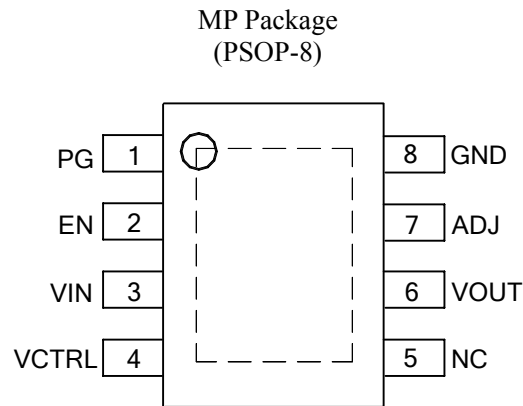 MP Package
(PSOP-8)
PG 1 8 GND
EN 2 7 ADJ
VIN 3 6 VOUT
VCTRL 4 5 NC